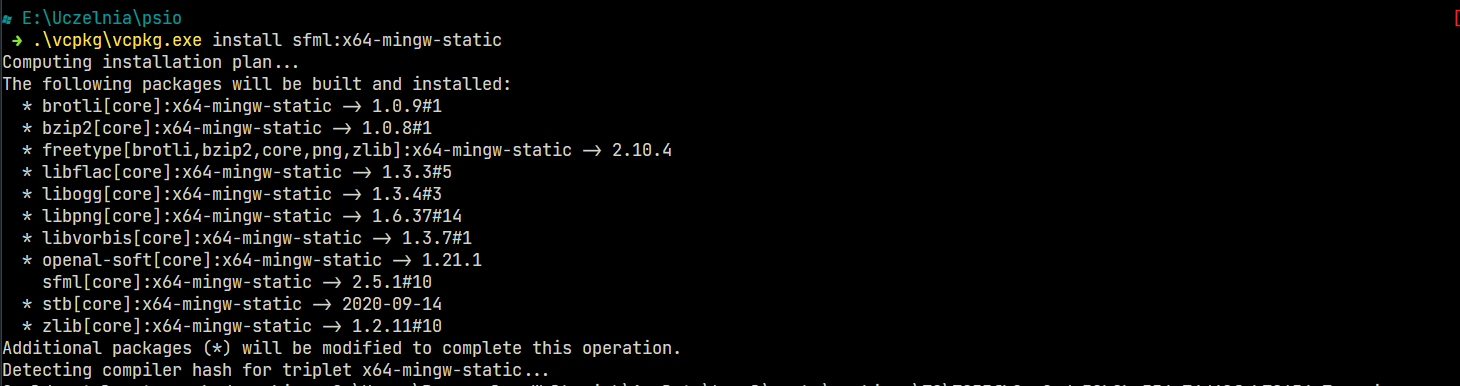 E:\Uczelnia\psio
→ .\vcpkg\vcpkg.exe install sfml:x64-mingw-static
Computing installation plan...
The following packages will be built and installed:
* brotli[core]:x64-mingw-static -> 1.0.9#1
* bzip2[core]:x64-mingw-static -> 1.0.8#1
* freetype[brotli,bzip2,core,png,zlib]:x64-mingw-static -> 2.10.4
* libflac[core]:x64-mingw-static -> 1.3.3#5
* libogg[core]:x64-mingw-static -> 1.3.4#3
* libpng[core]:x64-mingw-static -> 1.6.37#14
* libvorbis[core]:x64-mingw-static -> 1.3.7#1
* openal-soft[core]:x64-mingw-static -> 1.21.1
sfml[core]:x64-mingw-static -> 2.5.1#10
* stb[core]:x64-mingw-static -> 2020-09-14
* zlib[core]:x64-mingw-static -> 1.2.11#10
Additional packages (*) will be modified to complete this operation.
Detecting compiler hash for triplet x64-mingw-static...